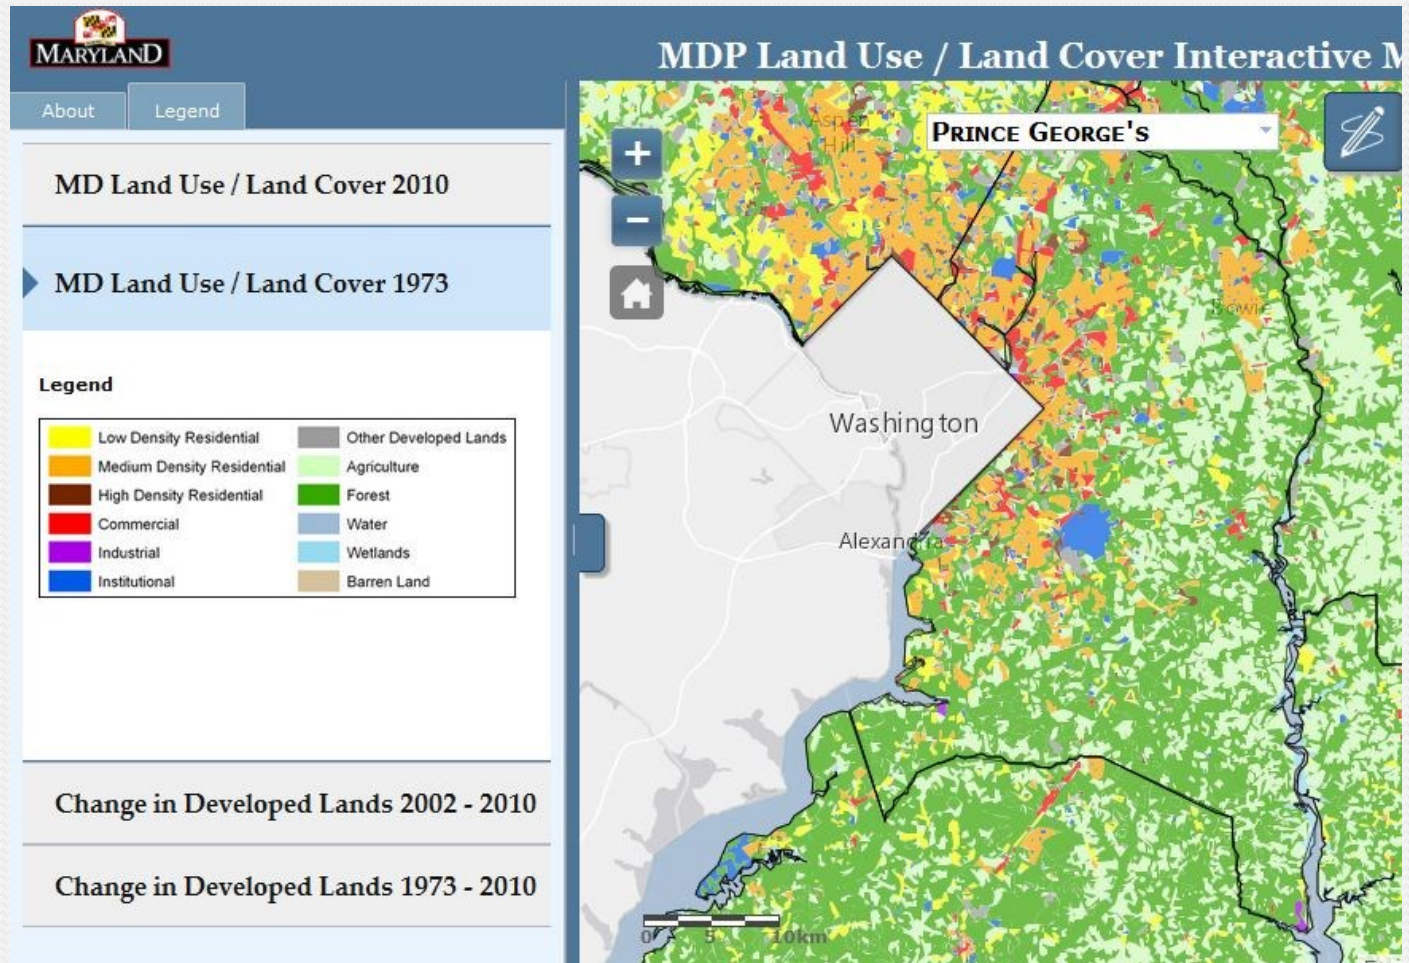 MARYLAND
MDP Land Use / Land Cover Interactive M
About
Legend
MD Land Use / Land Cover 2010
MD Land Use / Land Cover 1973
Legend
Low Density Residential
Medium Density Residential
High Density Residential
Commercial
Industrial
Institutional
Other Developed Lands
Agriculture
Forest
Water
Wetlands
Barren Land
Change in Developed Lands 2002 - 2010
Change in Developed Lands 1973 - 2010
+
Aspen
Hill
PRINCE GEORGE'S
−
Bowie
Washington
Alexandria
0 5 10km